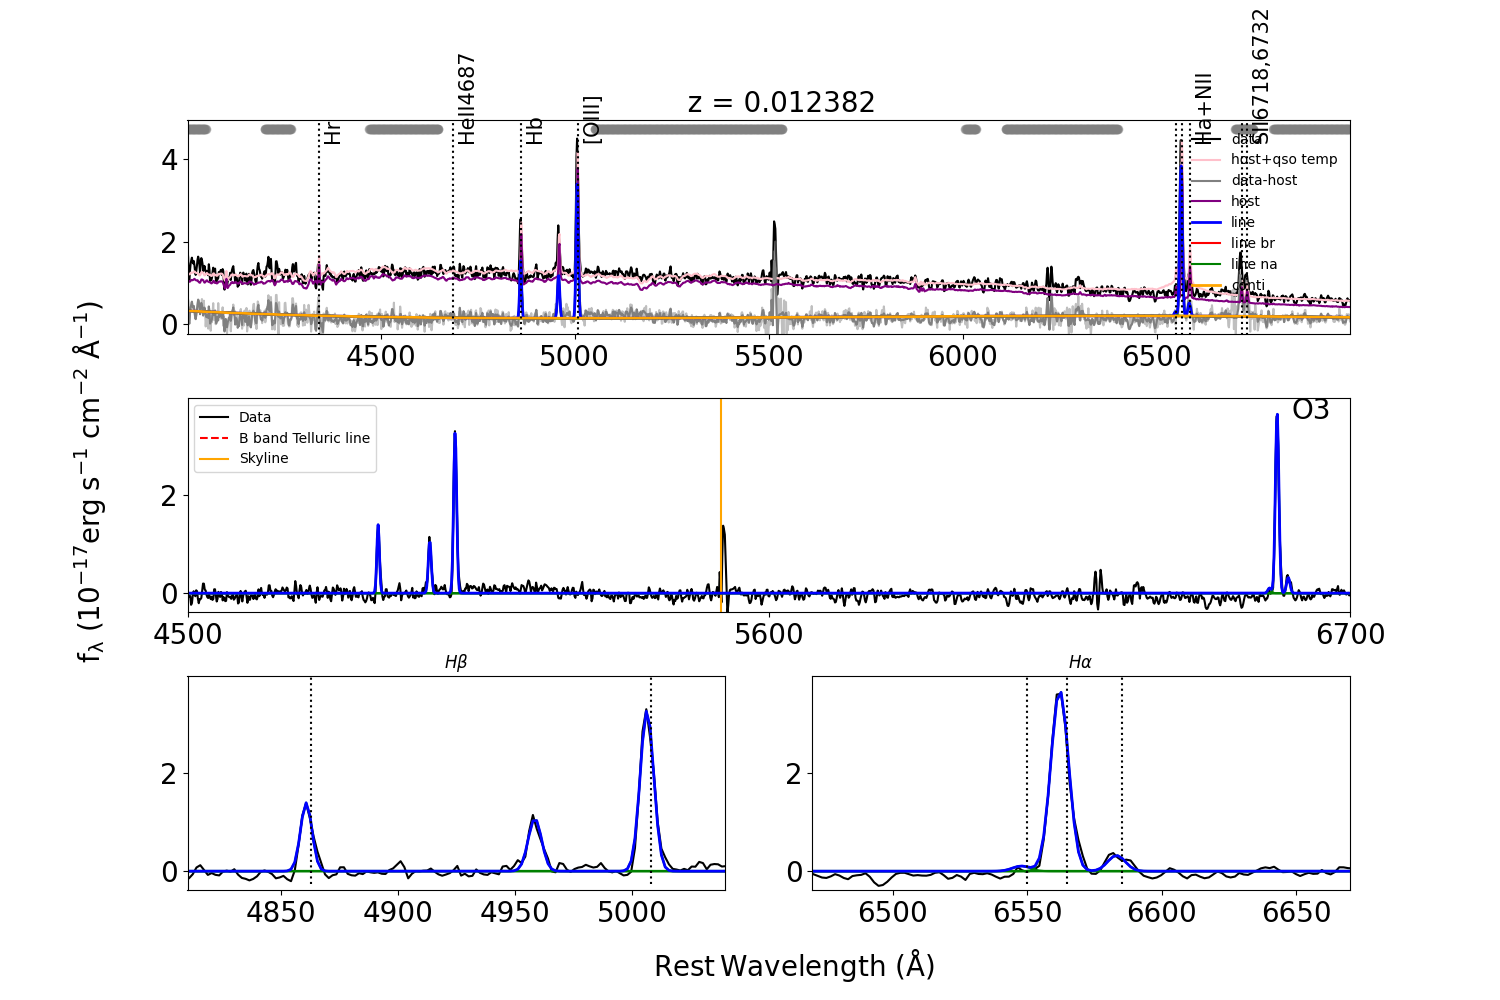 z = 0.012382
Hr
HeII4687
Hb
[OIII]
Ha+NII
SII6718,6732
data
host+qso temp
data-host
host
line
line br
line na
conti
4
2
0
4500
5000
5500
6000
6500
fλ (10⁻¹⁷erg s⁻¹ cm⁻² Å⁻¹)
Data
B band Telluric line
Skyline
O3
2
0
4500
5600
6700
Hβ
2
0
4850
4900
4950
5000
Hα
2
0
6500
6550
6600
6650
Rest Wavelength (Å)